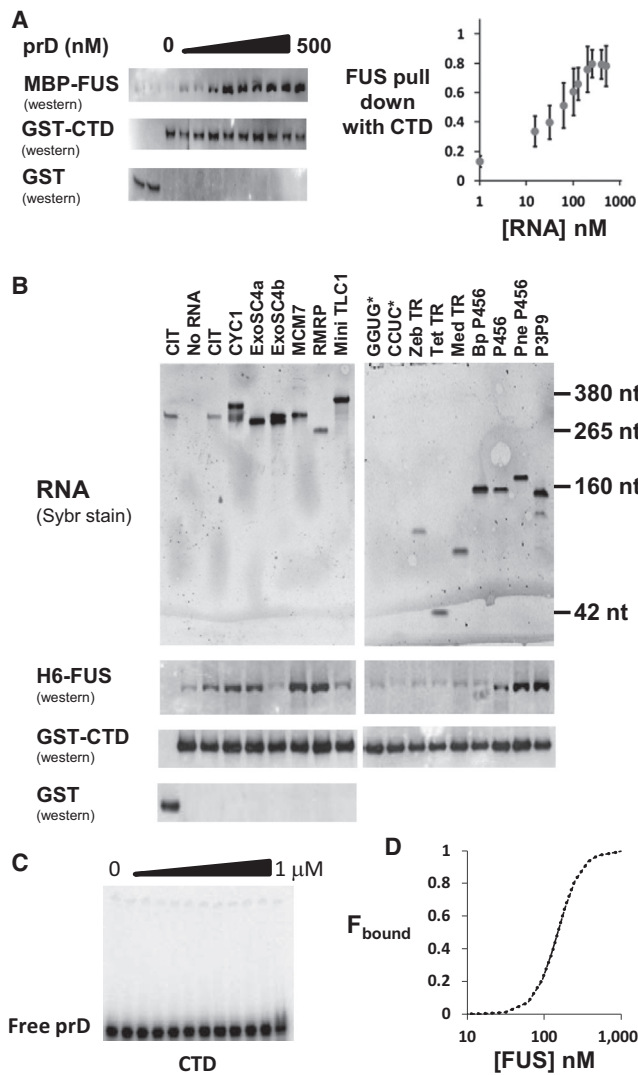 A
prD (nM)
0
500
MBP-FUS
(western)
GST-CTD
(western)
GST
(western)
FUS pull
down
with CTD
1
0.8
0.6
0.4
0.2
0
1
10
100
1000
[RNA] nM
B
CIT
No RNA
CIT
CYC1
ExoSC4a
ExoSC4b
MCM7
RMRP
Mini TLC1
GGUG*
CCUC*
Zeb TR
Tet TR
Med TR
Bp P456
P456
Pne P456
P3P9
RNA
(Sybr stain)
380 nt
265 nt
160 nt
42 nt
H6-FUS
(western)
GST-CTD
(western)
GST
(western)
C
0
1 μM
Free prD
CTD
D
Fbound
1
0.8
0.6
0.4
0.2
0
10
100
1,000
[FUS] nM